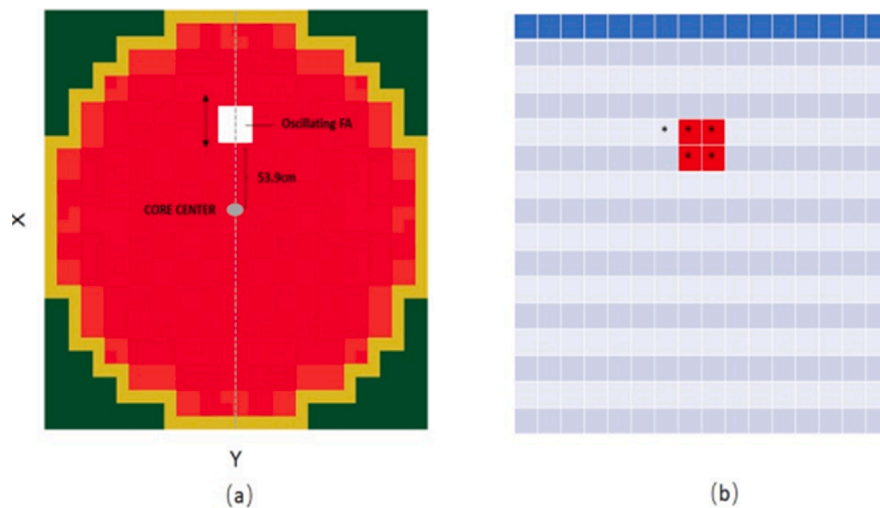 Oscillating FA
53.9cm
CORE CENTER
X
Y
(a)
*
* *
* *
(b)